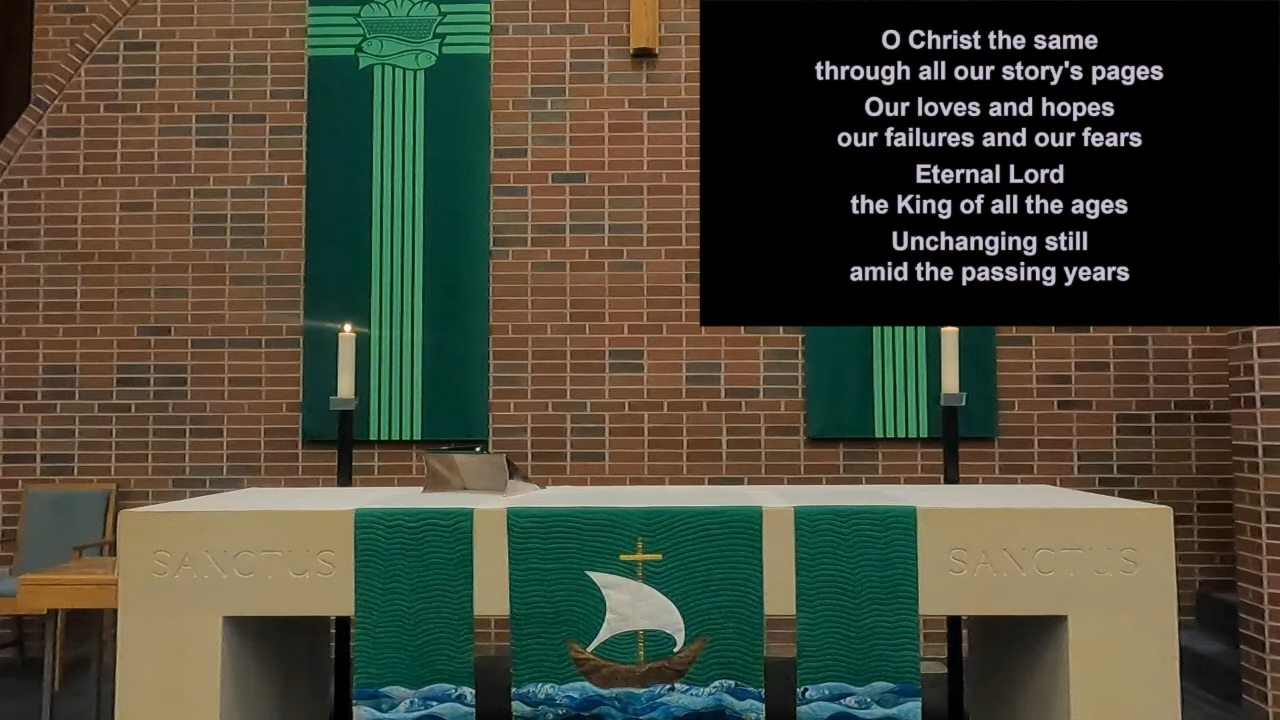 O Christ the same
through all our story's pages
Our loves and hopes
our failures and our fears
Eternal Lord
the King of all the ages
Unchanging still
amid the passing years
SANCTUS
SANCTUS